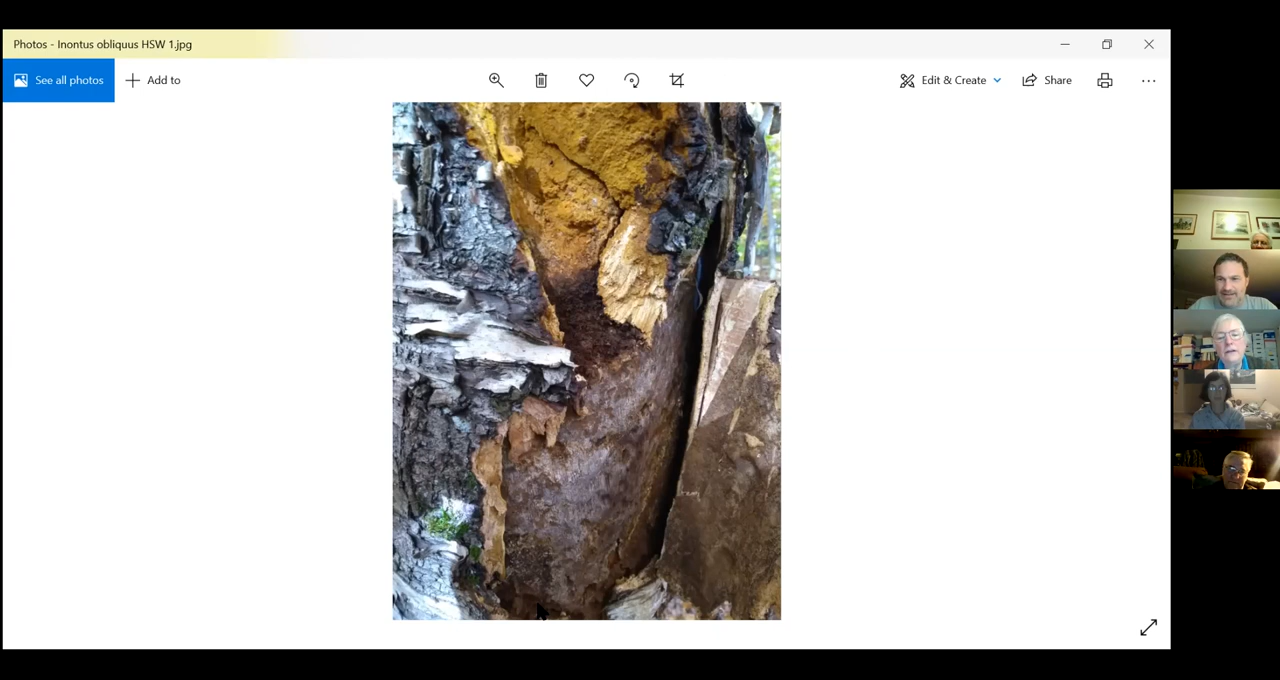 Photos - Inontus obliquus HSW 1.jpg
See all photos
Add to
Edit & Create
Share